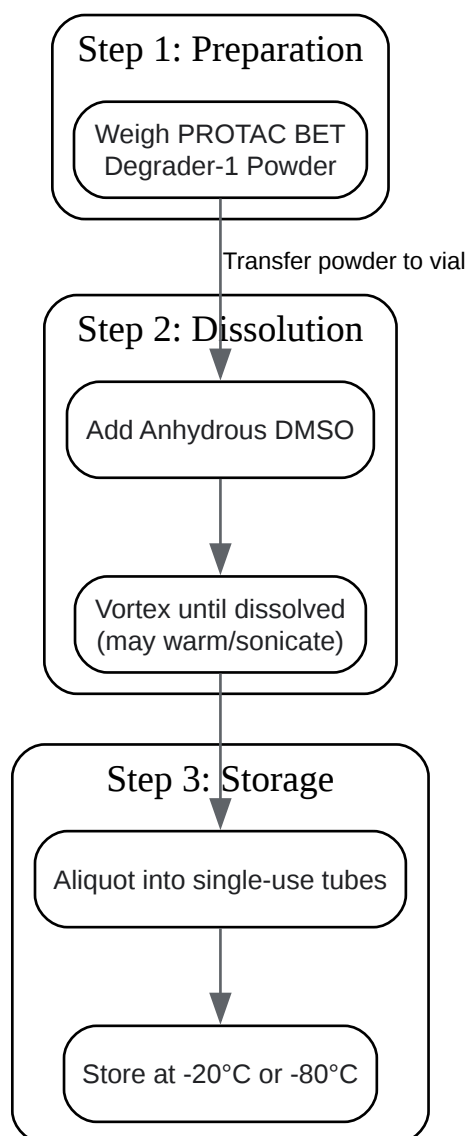 Step 1: Preparation
Weigh PROTAC BET
Degrader-1 Powder
Transfer powder to vial
Step 2: Dissolution
Add Anhydrous DMSO
Vortex until dissolved
(may warm/sonicate)
Step 3: Storage
Aliquot into single-use tubes
Store at -20°C or -80°C